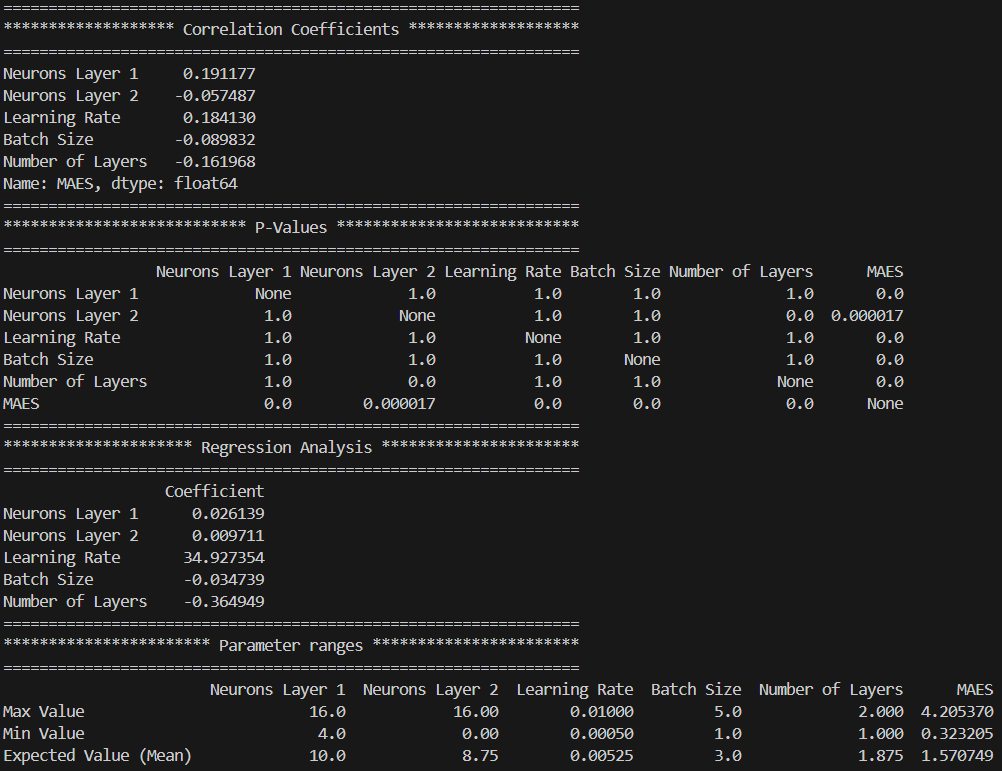 ================================================================
******************* Correlation Coefficients *******************
================================================================
Neurons Layer 1     0.191177
Neurons Layer 2    -0.057487
Learning Rate       0.184130
Batch Size         -0.089832
Number of Layers   -0.161968
Name: MAES, dtype: float64
================================================================
*************************** P-Values ***************************
================================================================
                 Neurons Layer 1 Neurons Layer 2 Learning Rate Batch Size Number of Layers      MAES
Neurons Layer 1             None             1.0           1.0        1.0              1.0       0.0
Neurons Layer 2              1.0            None           1.0        1.0              0.0  0.000017
Learning Rate                1.0             1.0          None        1.0              1.0       0.0
Batch Size                   1.0             1.0           1.0       None              1.0       0.0
Number of Layers             1.0             0.0           1.0        1.0             None       0.0
MAES                         0.0        0.000017           0.0        0.0              0.0      None
================================================================
********************* Regression Analysis **********************
================================================================
                  Coefficient
Neurons Layer 1      0.026139
Neurons Layer 2      0.009711
Learning Rate       34.927354
Batch Size          -0.034739
Number of Layers    -0.364949
================================================================
*********************** Parameter ranges ***********************
================================================================
                       Neurons Layer 1  Neurons Layer 2  Learning Rate  Batch Size  Number of Layers      MAES
Max Value                         16.0            16.00        0.01000         5.0             2.000  4.205370
Min Value                          4.0             0.00        0.00050         1.0             1.000  0.323205
Expected Value (Mean)             10.0             8.75        0.00525         3.0             1.875  1.570749